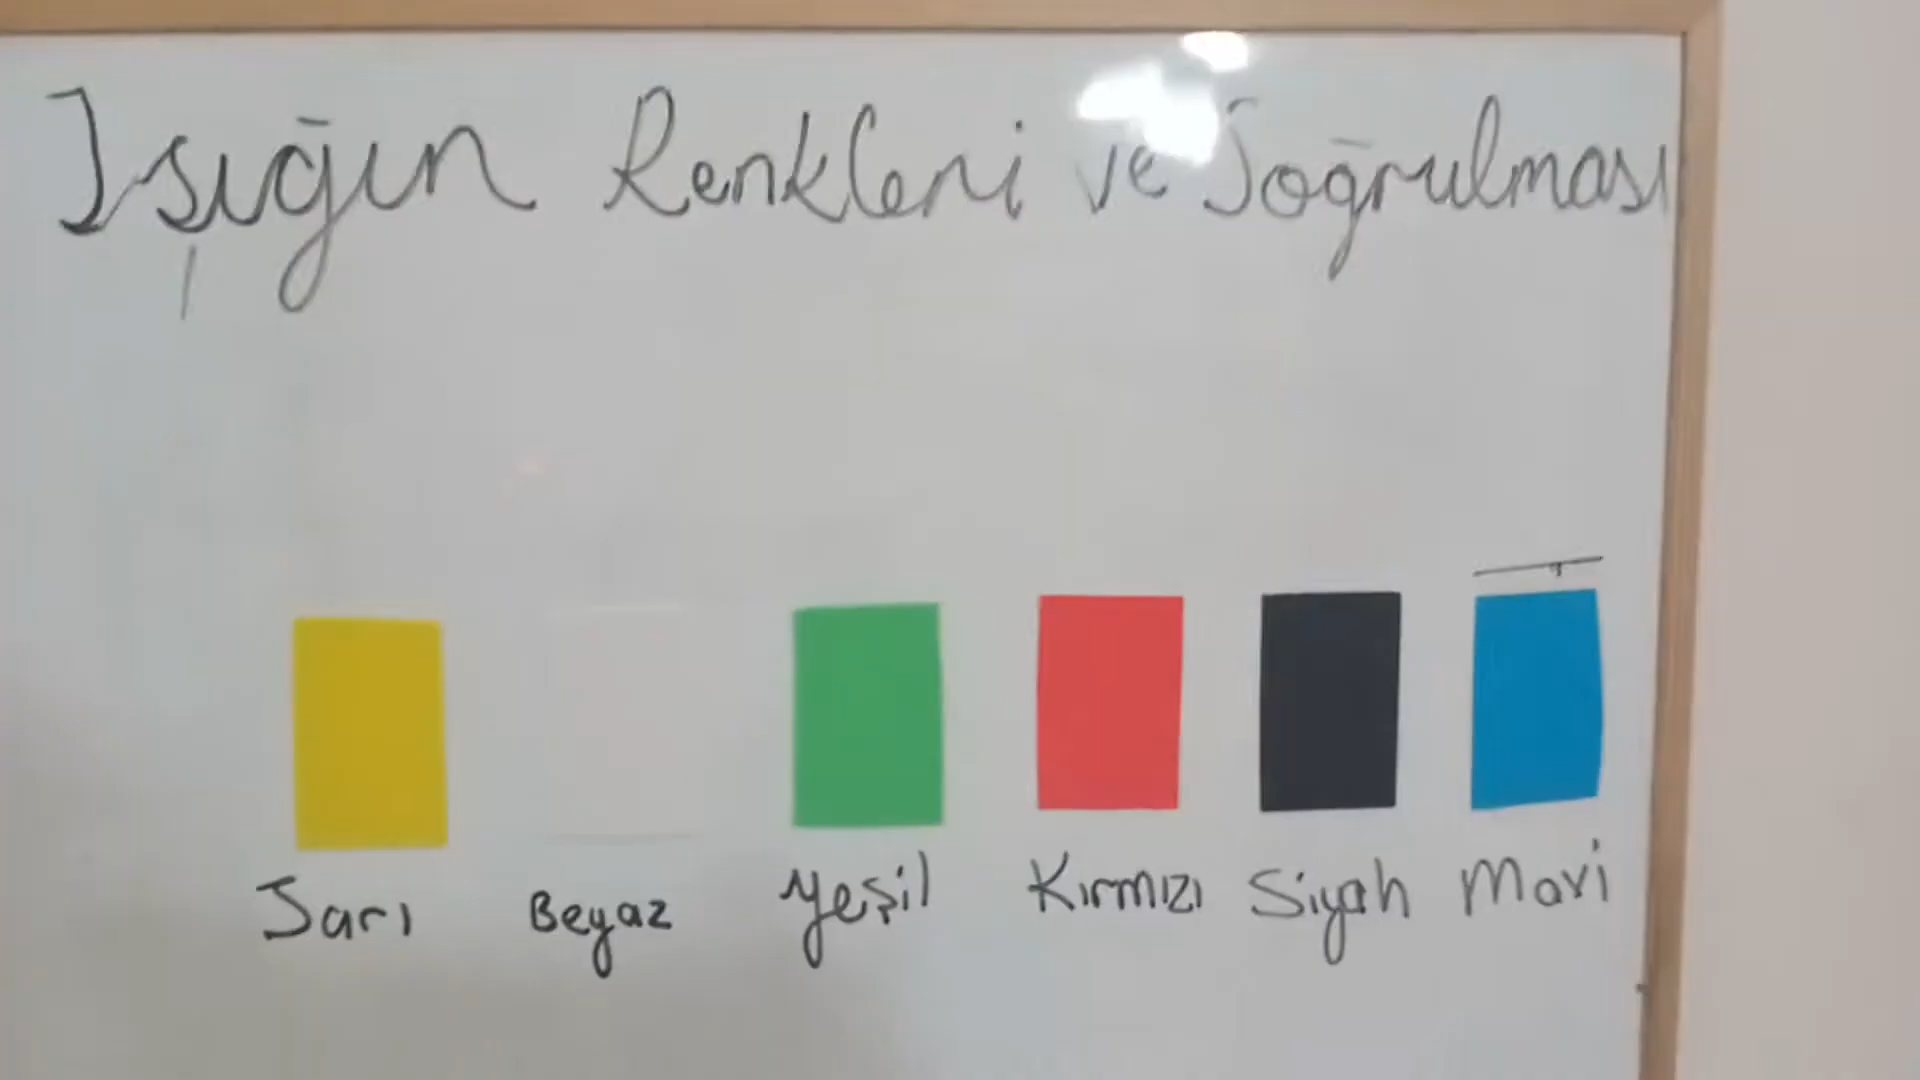 Işığın Renkleri ve Soğrulması
Sarı Beyaz Yeşil Kırmızı Siyah Mavi